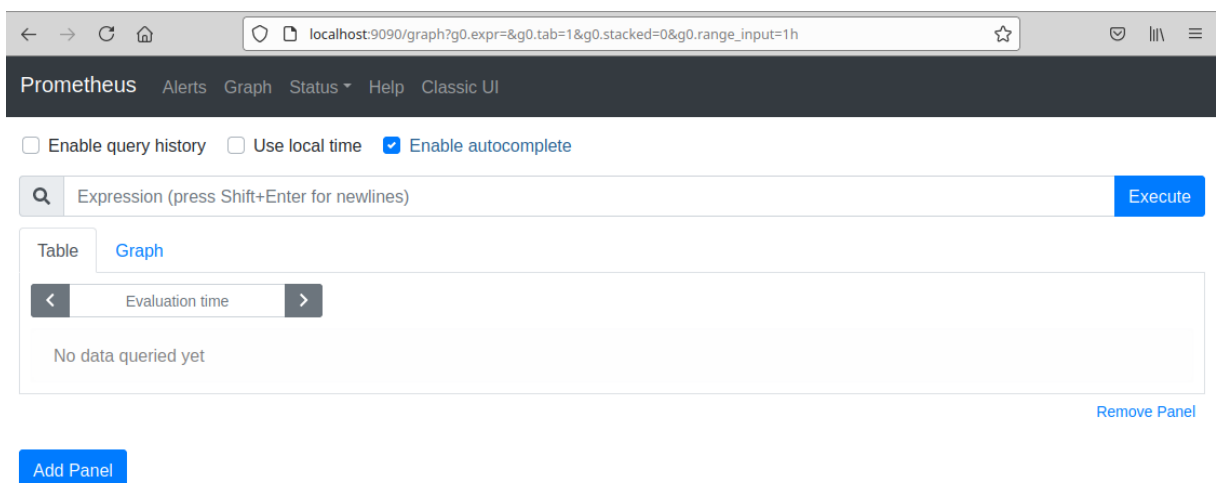 localhost:9090/graph?g0.expr=&g0.tab=1&g0.stacked=0&g0.range_input=1h
Prometheus Alerts Graph Status Help Classic UI
Enable query history Use local time Enable autocomplete
Expression (press Shift+Enter for newlines) Execute
Table Graph
Evaluation time
No data queried yet
Remove Panel
Add Panel